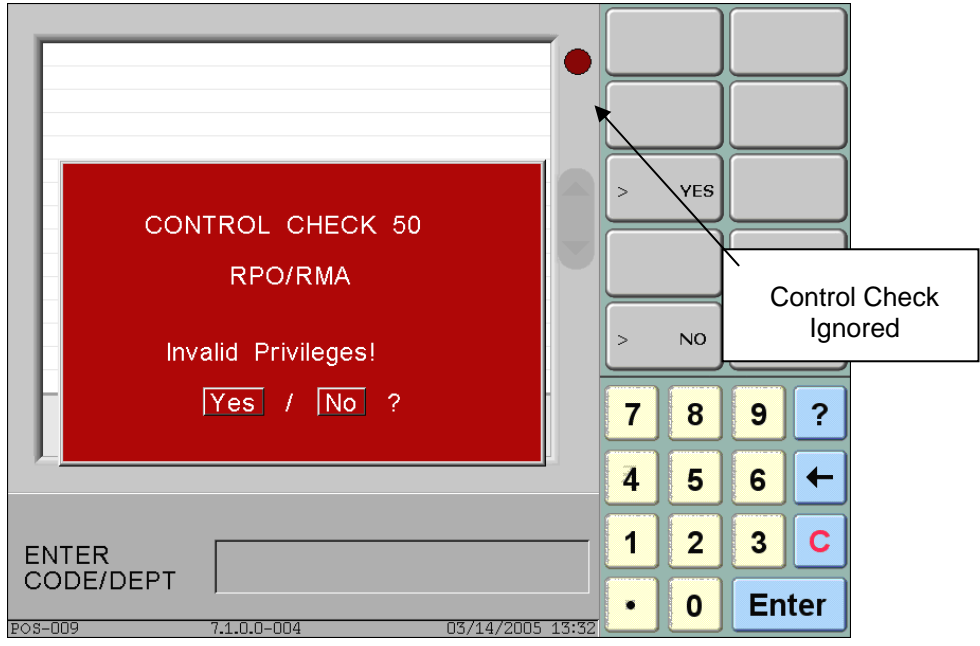 CONTROL CHECK 50
RPO/RMA
Invalid Privileges!
Yes / No ?
> YES
> NO
Control Check
Ignored
7 8 9 ?
4 5 6 ←
1 2 3 C
ENTER
CODE/DEPT
• 0 Enter
POS-009 7.1.0.0-004 03/14/2005 13:32